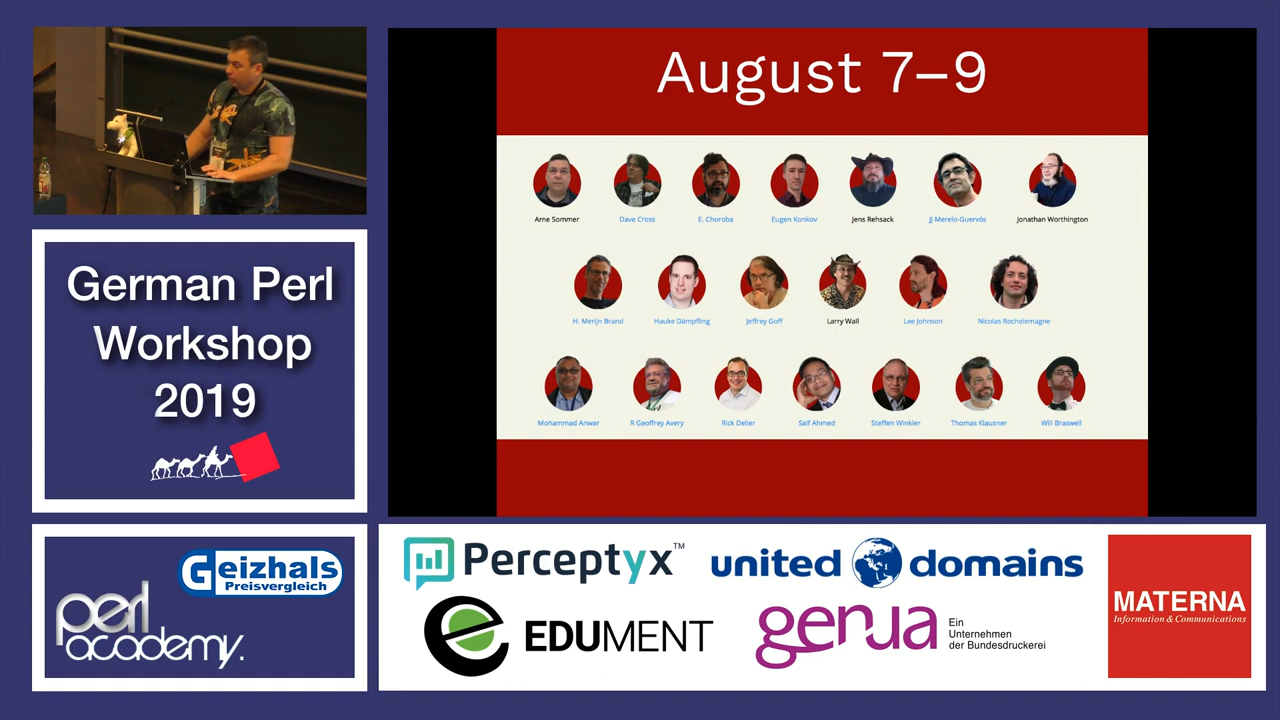 August 7–9
Arne Sommer
Dave Cross
E. Choroba
Eugen Konkov
Jens Rehsack
JJ Merelo-Guervós
Jonathan Worthington
H. Merijn Brand
Hauke Dämpfling
Jeffrey Goff
Larry Wall
Lee Johnson
Nicolas Rochelemagne
Mohammad Anwar
R Geoffrey Avery
Rick Deller
Saif Ahmed
Steffen Winkler
Thomas Klausner
Will Braswell
German Perl
Workshop
2019
Geizhals
Preisvergleich
perl
academy.
Perceptyx™
united domains
EDUMENT
genua
Ein
Unternehmen
der Bundesdruckerei
MATERNA
Information & Communications